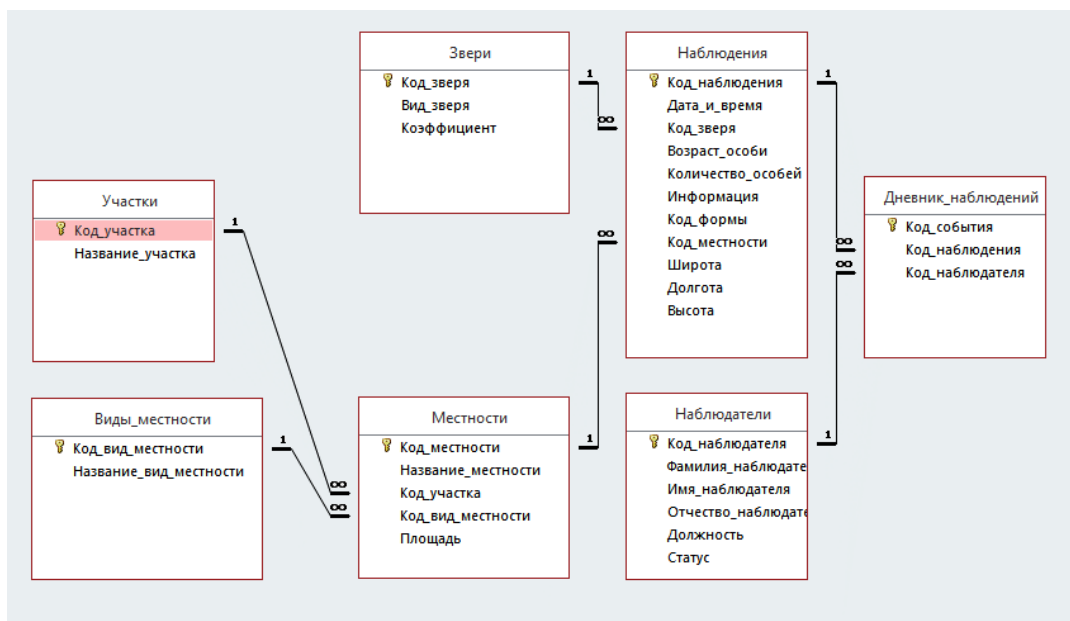 Звери
Код_зверя
Вид_зверя
Коэффициент
1
∞
Наблюдения
Код_наблюдения
Дата_и_время
Код_зверя
Возраст_особи
Количество_особей
Информация
Код_формы
Код_местности
Широта
Долгота
Высота
1
∞
Дневник_наблюдений
Код_события
Код_наблюдения
Код_наблюдателя
∞
∞
Участки
Код_участка
Название_участка
1
Виды_местности
Код_вид_местности
Название_вид_местности
1
Местности
Код_местности
Название_местности
Код_участка
Код_вид_местности
Площадь
∞
∞
1
Наблюдатели
Код_наблюдателя
Фамилия_наблюдате
Имя_наблюдателя
Отчество_наблюдате
Должность
Статус
1